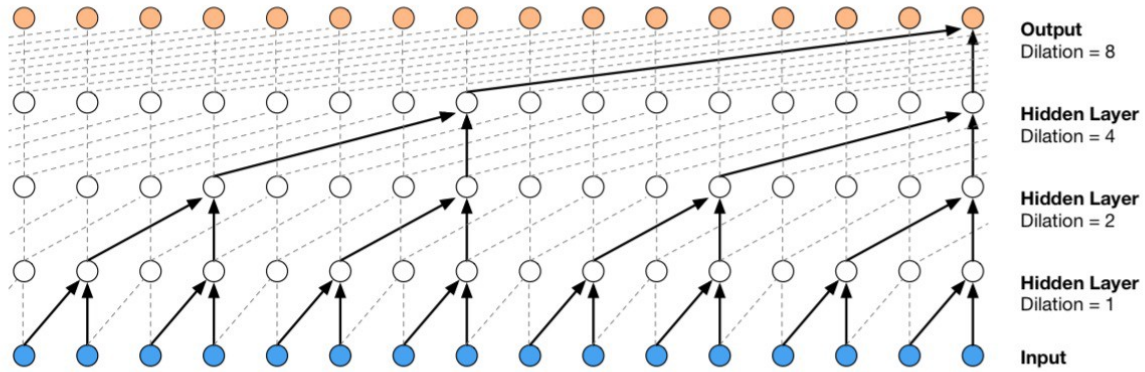 Output
Dilation = 8
Hidden Layer
Dilation = 4
Hidden Layer
Dilation = 2
Hidden Layer
Dilation = 1
Input